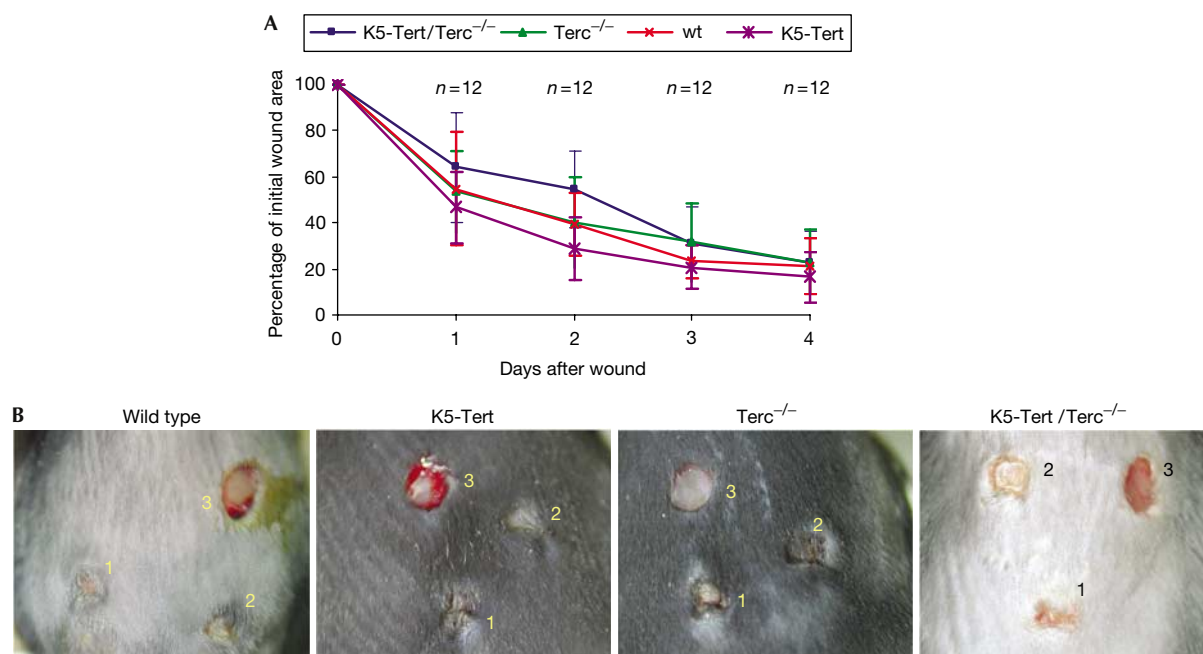 A
K5-Tert/Terc−/− Terc−/− wt K5-Tert
Percentage of initial wound area
100
80
60
40
20
0
n=12 n=12 n=12 n=12
0 1 2 3 4
Days after wound
B
Wild type K5-Tert Terc−/− K5-Tert /Terc−/−
3
1
2
3
2
1
3
2
1
2
3
1